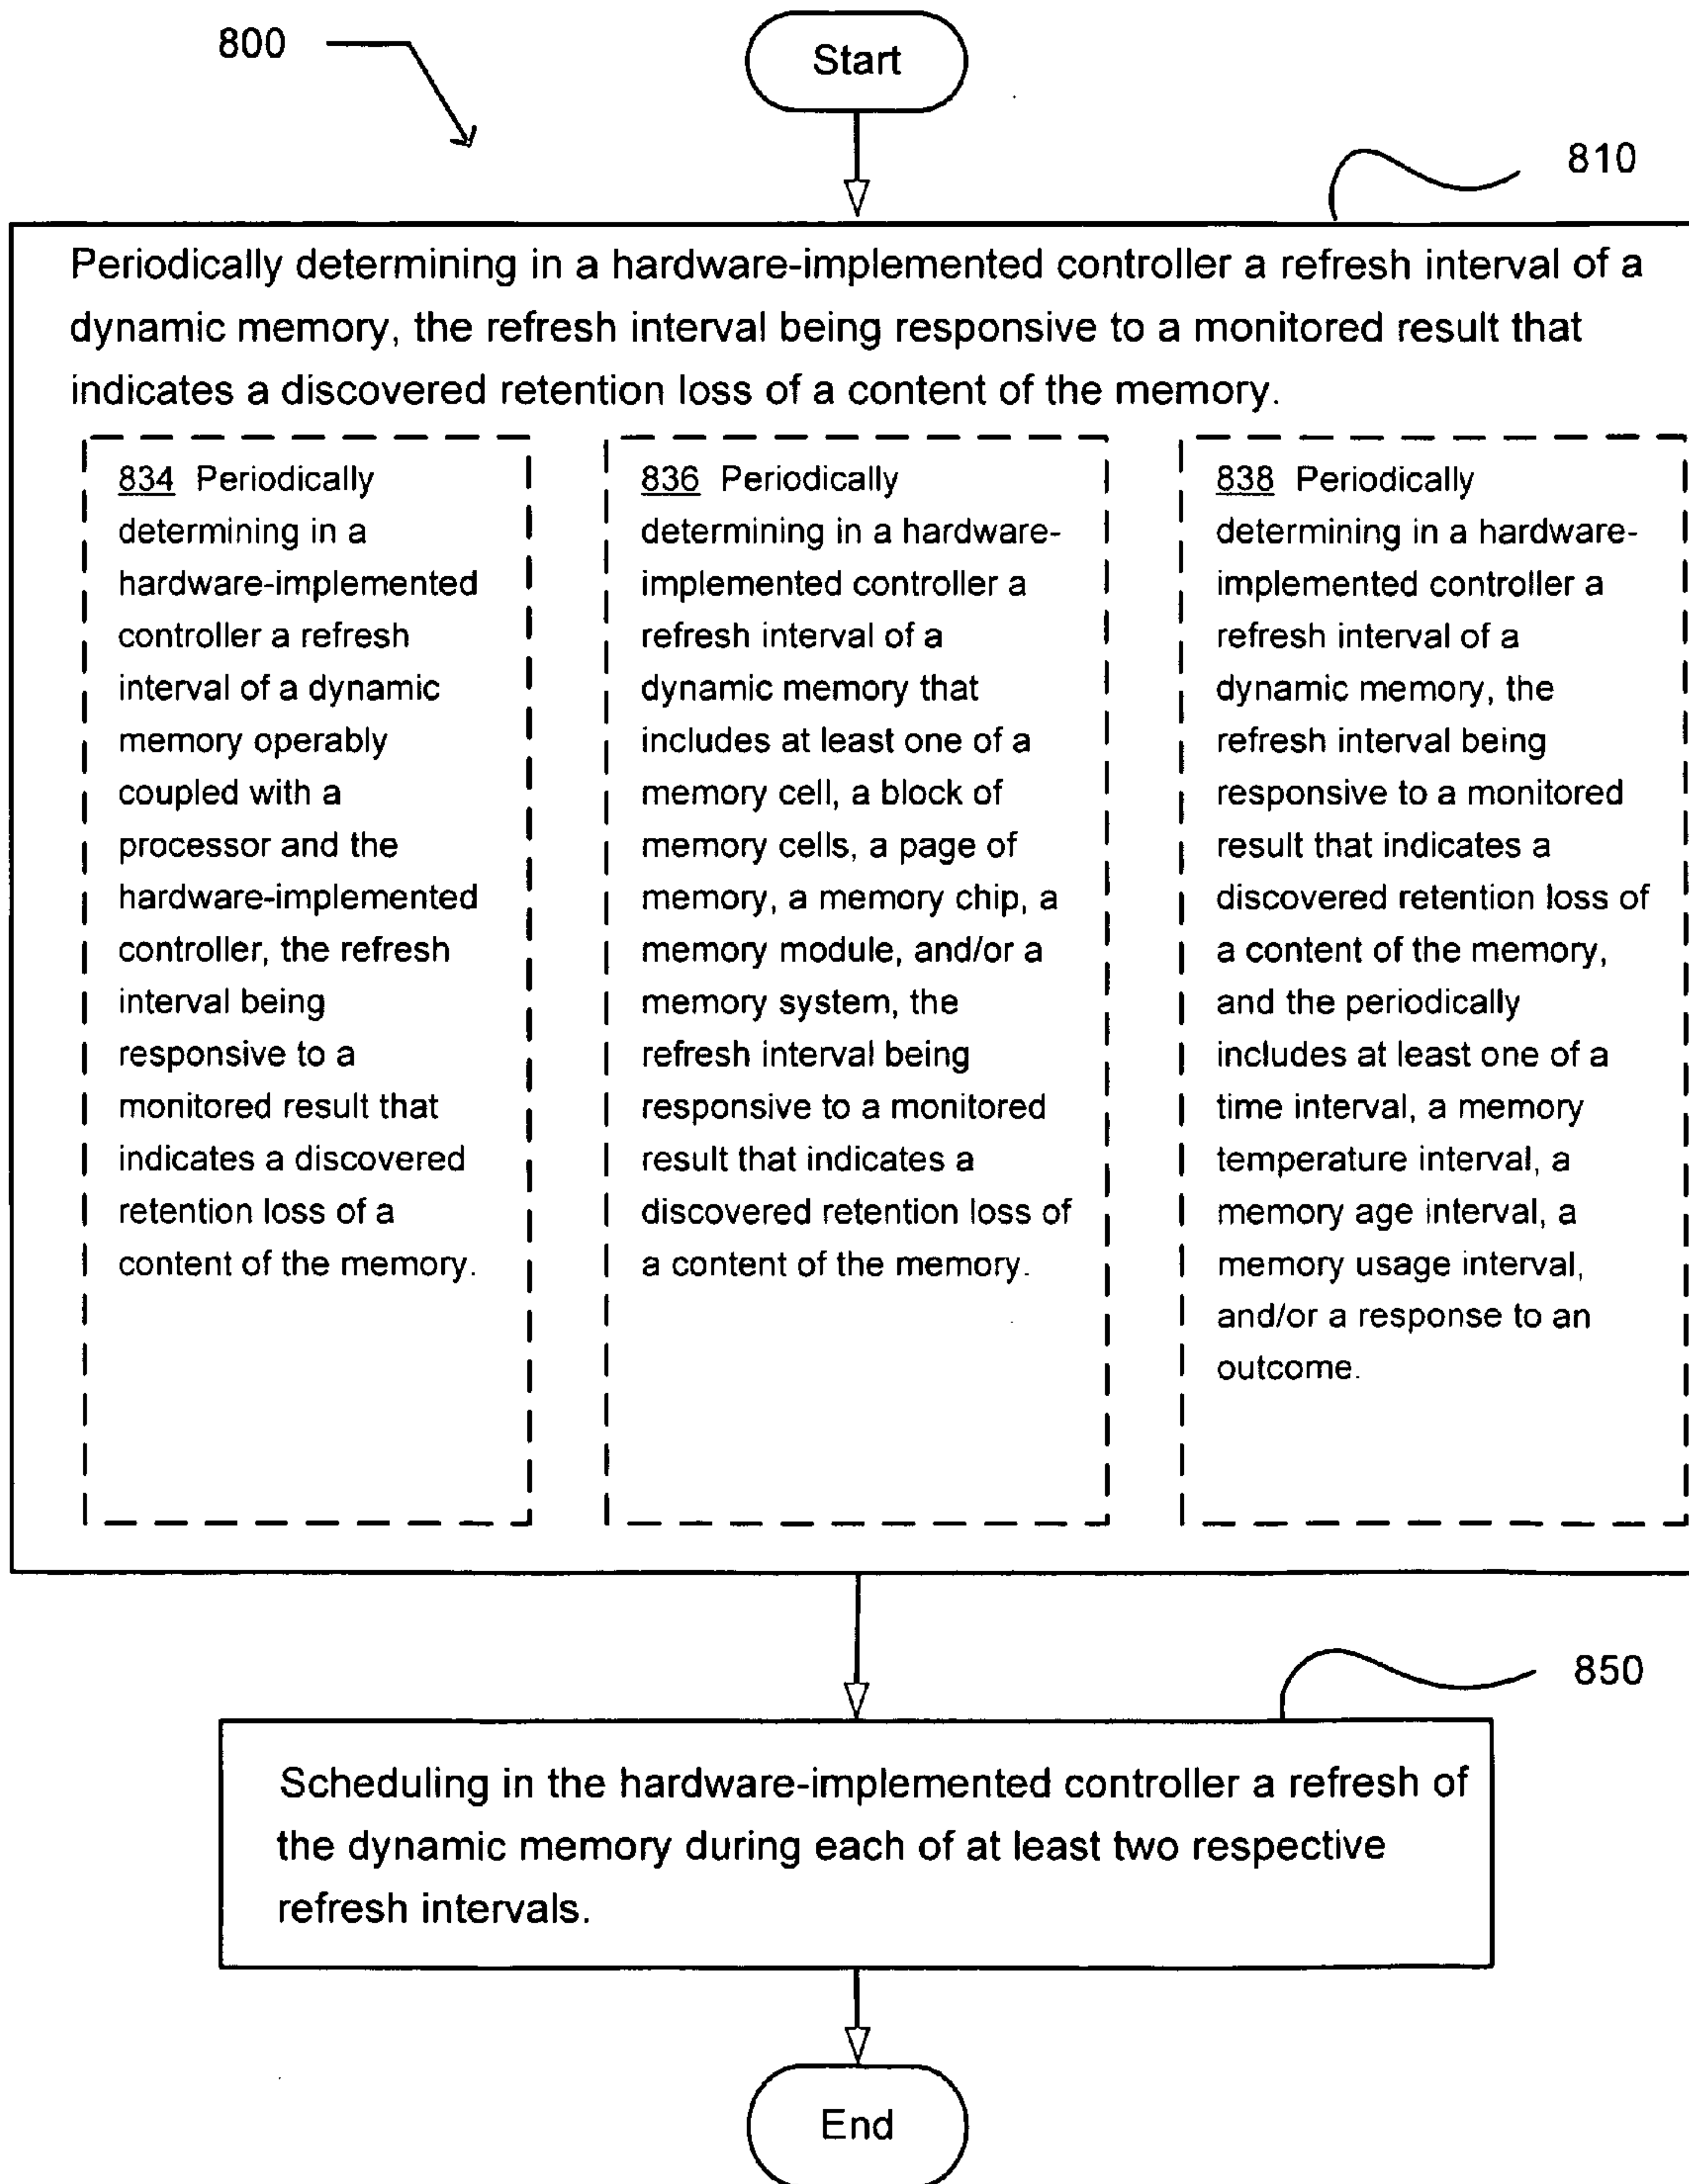 800
Start
810
Periodically determining in a hardware-implemented controller a refresh interval of a
dynamic memory, the refresh interval being responsive to a monitored result that
indicates a discovered retention loss of a content of the memory.
834 Periodically
determining in a
hardware-implemented
controller a refresh
interval of a dynamic
memory operably
coupled with a
processor and the
hardware-implemented
controller, the refresh
interval being
responsive to a
monitored result that
indicates a discovered
retention loss of a
content of the memory.
836 Periodically
determining in a hardware-
implemented controller a
refresh interval of a
dynamic memory that
includes at least one of a
memory cell, a block of
memory cells, a page of
memory, a memory chip, a
memory module, and/or a
memory system, the
refresh interval being
responsive to a monitored
result that indicates a
discovered retention loss of
a content of the memory.
838 Periodically
determining in a hardware-
implemented controller a
refresh interval of a
dynamic memory, the
refresh interval being
responsive to a monitored
result that indicates a
discovered retention loss of
a content of the memory,
and the periodically
includes at least one of a
time interval, a memory
temperature interval, a
memory age interval, a
memory usage interval,
and/or a response to an
outcome.
850
Scheduling in the hardware-implemented controller a refresh of
the dynamic memory during each of at least two respective
refresh intervals.
End